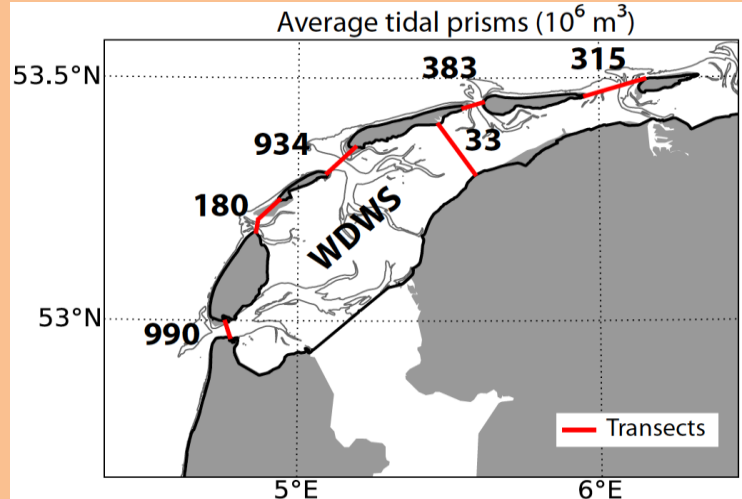 Average tidal prisms (10⁶ m³)
53.5°N
383
315
934
33
180
WDWS
53°N
990
Transects
5°E
6°E